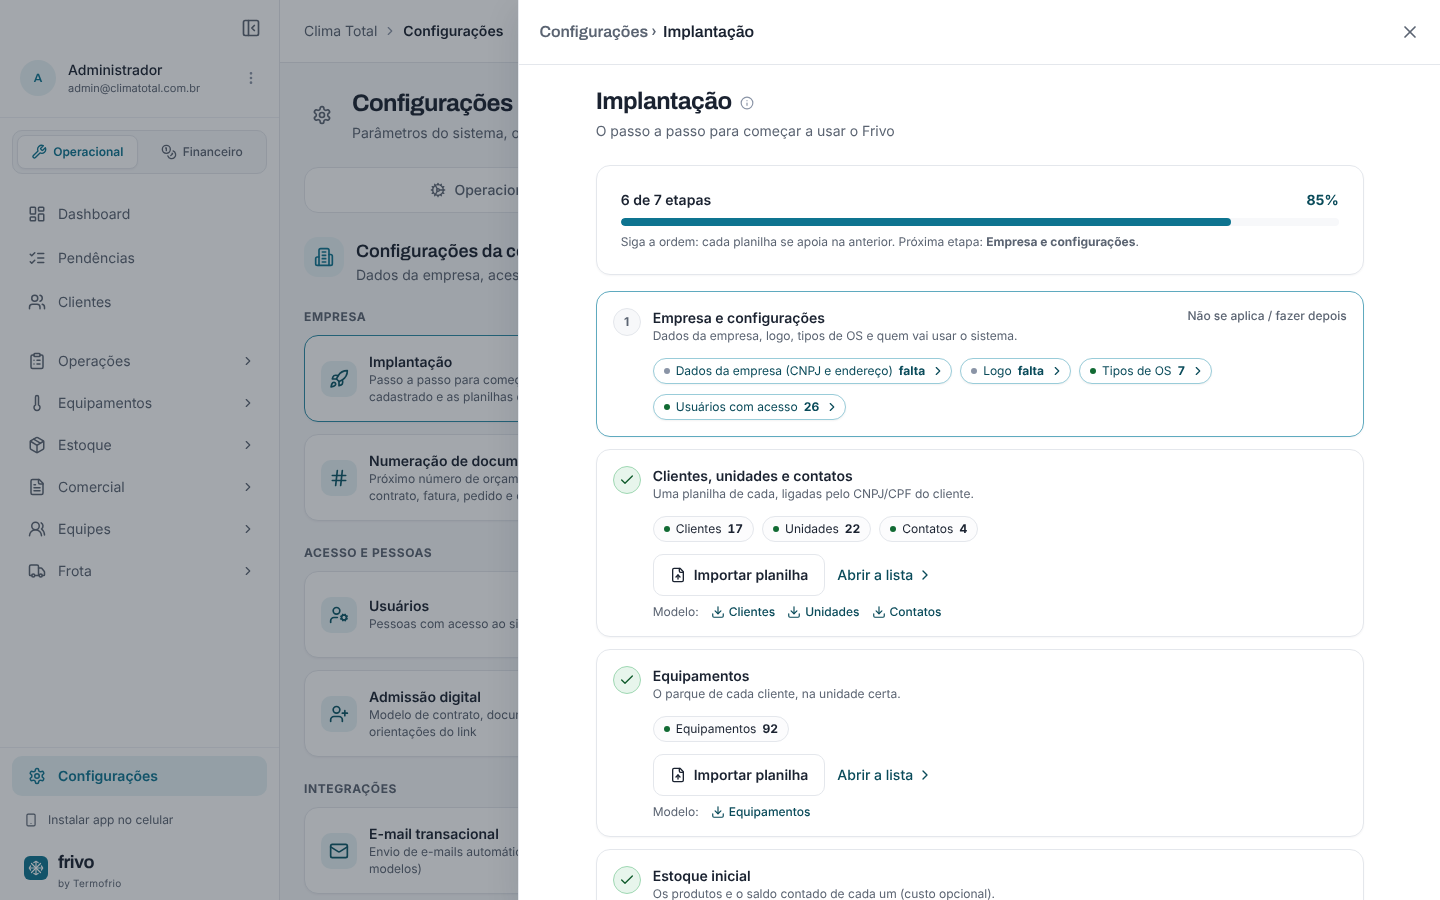 Administrador
admin@climatotal.com.br
A
Operacional
Financeiro
Dashboard
Pendências
Clientes
Operações
Equipamentos
Estoque
Comercial
Equipes
Frota
Configurações
Instalar app no celular
frivo
by Termofrio
Clima Total > Configurações
Configurações
Parâmetros do sistema,
Operacion
Configurações da co
Dados da empresa, aces
EMPRESA
Implantação
Passo a passo para come
cadastrado e as planilhas
Numeração de docum
Próximo número de orçam
contrato, fatura, pedido e
ACESSO E PESSOAS
Usuários
Pessoas com acesso ao si
Admissão digital
Modelo de contrato, docum
orientações do link
INTEGRAÇÕES
E-mail transacional
Envio de e-mails automátic
modelos)
Configurações › Implantação
Implantação
O passo a passo para começar a usar o Frivo
6 de 7 etapas 85%
Siga a ordem: cada planilha se apoia na anterior. Próxima etapa: Empresa e configurações.
1 Empresa e configurações Não se aplica / fazer depois
Dados da empresa, logo, tipos de OS e quem vai usar o sistema.
Dados da empresa (CNPJ e endereço) falta Logo falta Tipos de OS 7
Usuários com acesso 26
Clientes, unidades e contatos
Uma planilha de cada, ligadas pelo CNPJ/CPF do cliente.
Clientes 17 Unidades 22 Contatos 4
Importar planilha Abrir a lista
Modelo: Clientes Unidades Contatos
Equipamentos
O parque de cada cliente, na unidade certa.
Equipamentos 92
Importar planilha Abrir a lista
Modelo: Equipamentos
Estoque inicial
Os produtos e o saldo contado de cada um (custo opcional).